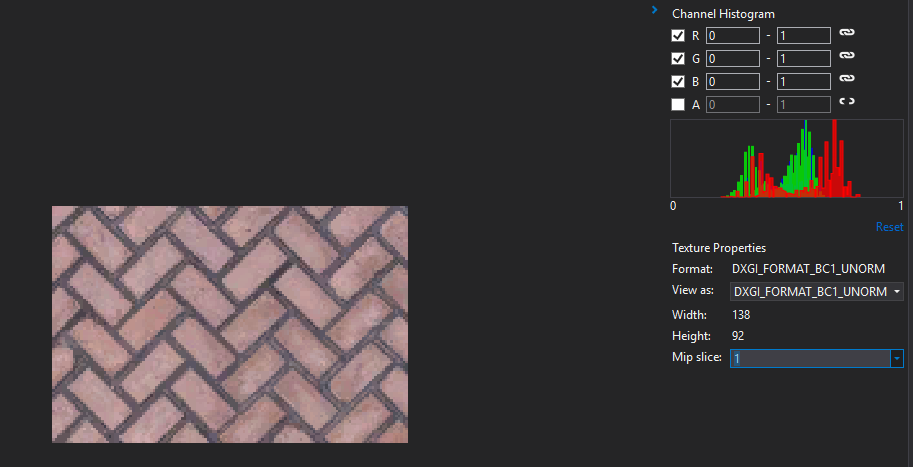 Channel Histogram
R 0 - 1
G 0 - 1
B 0 - 1
A 0 - 1
0 1
Reset
Texture Properties
Format: DXGI_FORMAT_BC1_UNORM
View as: DXGI_FORMAT_BC1_UNORM
Width: 138
Height: 92
Mip slice: 1